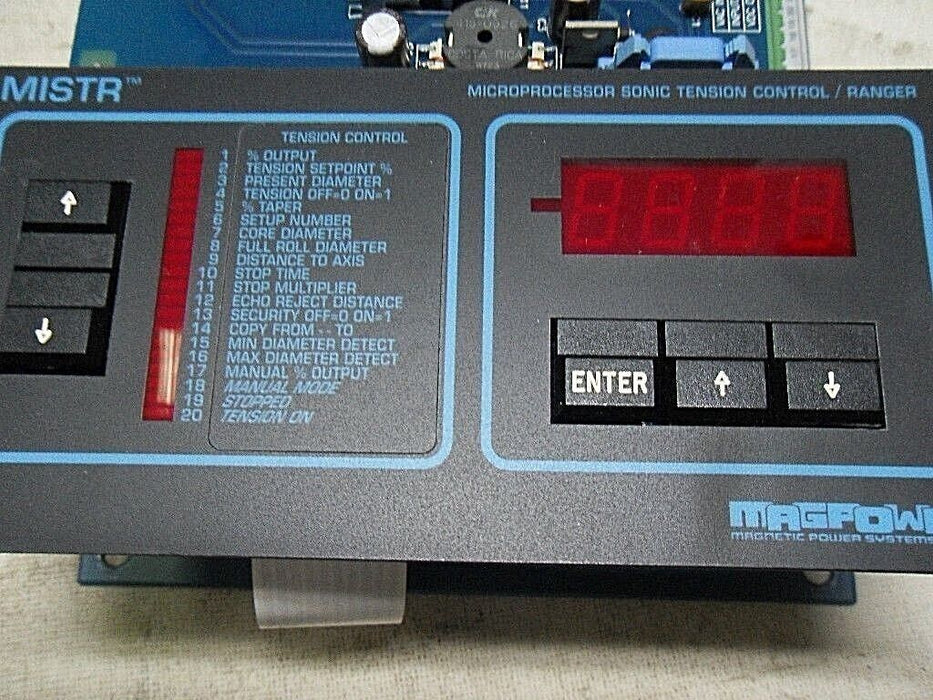 MISTR™
MICROPROCESSOR SONIC TENSION CONTROL / RANGER
TENSION CONTROL
1 % OUTPUT
2 TENSION SETPOINT %
3 PRESENT DIAMETER
4 TENSION OFF=0 ON=1
5 % TAPER
6 SETUP NUMBER
7 CORE DIAMETER
8 FULL ROLL DIAMETER
9 DISTANCE TO AXIS
10 STOP TIME
11 STOP MULTIPLIER
12 ECHO REJECT DISTANCE
13 SECURITY OFF=0 ON=1
14 COPY FROM -- TO
15 MIN DIAMETER DETECT
16 MAX DIAMETER DETECT
17 MANUAL % OUTPUT
18 MANUAL MODE
19 STOPPED
20 TENSION ON
ENTER
MAGPOW
MAGNETIC POWER SYSTEMS